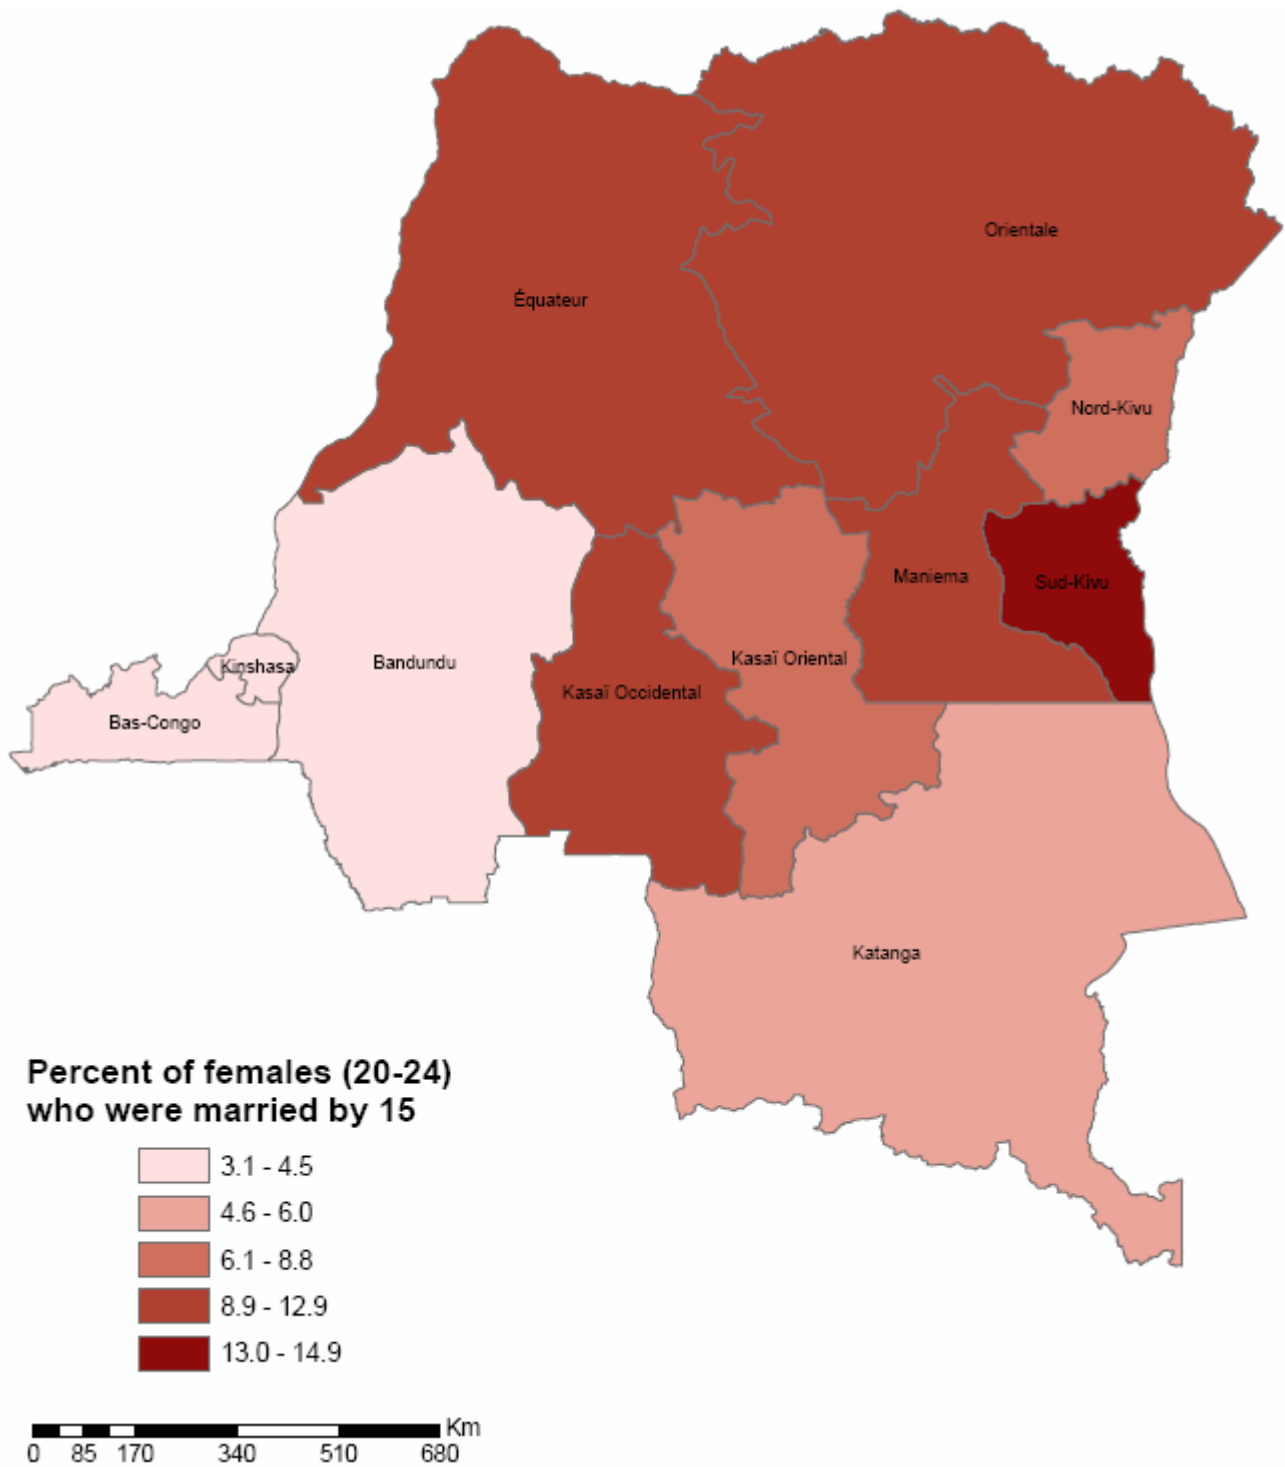 Orientale
Équateur
Nord-Kivu
Maniema
Sud-Kivu
Kinshasa
Bandundu
Kasaï Oriental
Kasaï Occidental
Bas-Congo
Katanga
Percent of females (20-24)
who were married by 15
3.1 - 4.5
4.6 - 6.0
6.1 - 8.8
8.9 - 12.9
13.0 - 14.9
Km
0 85 170 340 510 680